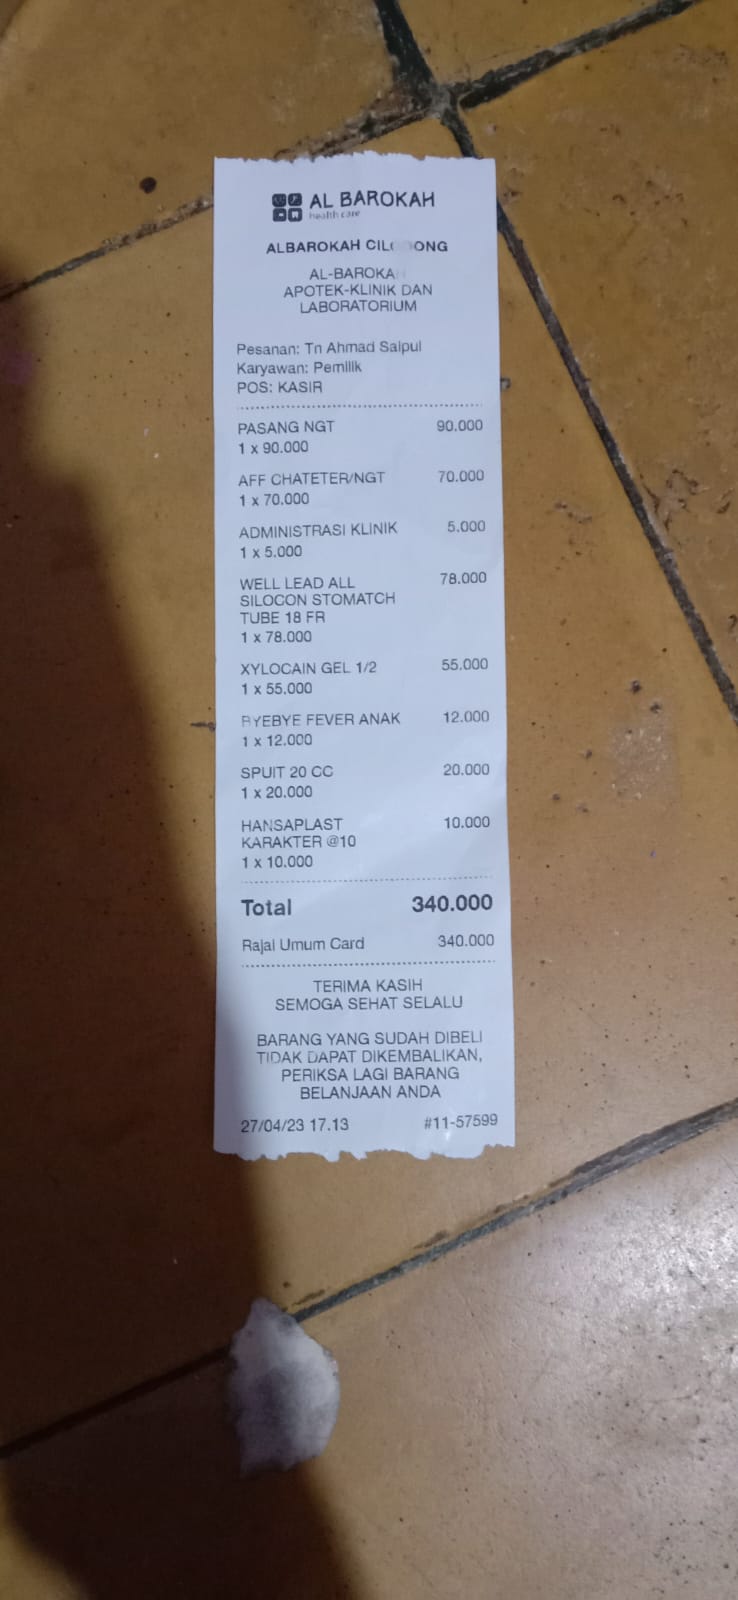 AL BAROKAH
health care
ALBAROKAH
APOTEK-KLINIK DAN
LABORATORIUM
Pesanan: Tn Ahmad Saipul
Karyawan: Pemilik
POS: KASIR
PASANG NGT 90.000
1 x 90.000
AFF CHATETER/NGT 70.000
1 x 70.000
ADMINISTRASI KLINIK 5.000
1 x 5.000
WELL LEAD ALL 78.000
SILOCON STOMATCH
TUBE 18 FR
1 x 78.000
XYLOCAIN GEL 1/2 55.000
1 x 55.000
BYEBYE FEVER ANAK 12.000
1 x 12.000
SPUIT 20 CC 20.000
1 x 20.000
HANSAPLAST 10.000
KARAKTER @10
1 x 10.000
Total 340.000
Rajal Umum Card 340.000
TERIMA KASIH
SEMOGA SEHAT SELALU
BARANG YANG SUDAH DIBELI
TIDAK DAPAT DIKEMBALIKAN,
PERIKSA LAGI BARANG
BELANJAAN ANDA
27/04/23 17.13 #11-57599